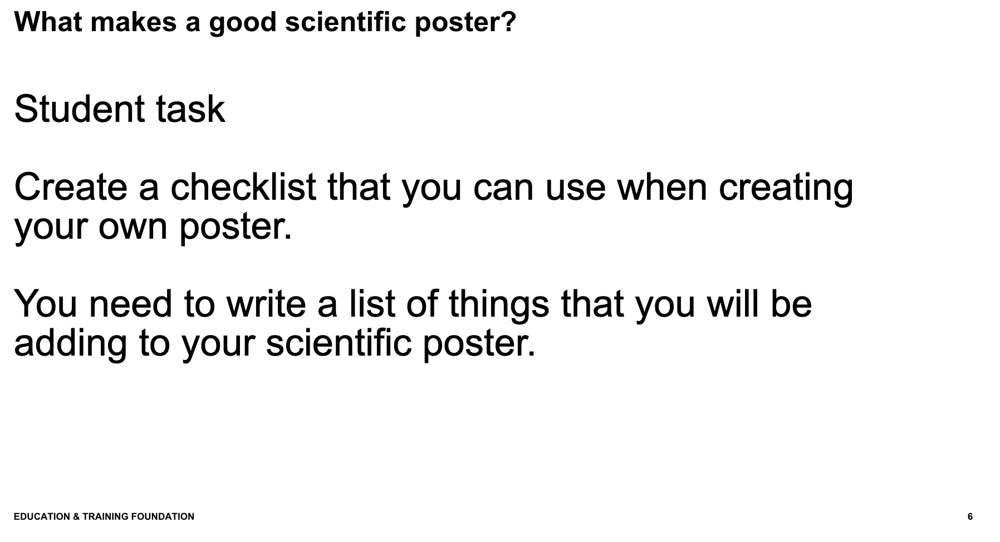 What makes a good scientific poster?
Student task
Create a checklist that you can use when creating
your own poster.
You need to write a list of things that you will be
adding to your scientific poster.
EDUCATION & TRAINING FOUNDATION
6